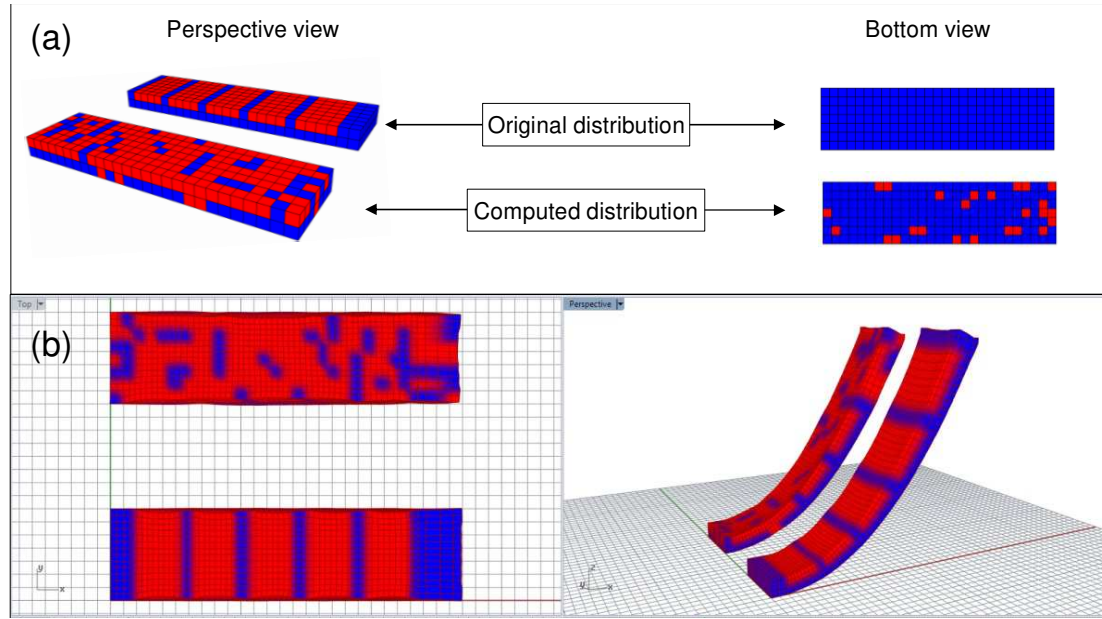 (a)
Perspective view
Bottom view
Original distribution
Computed distribution
(b)
Top
Perspective
y
x
z
y
x